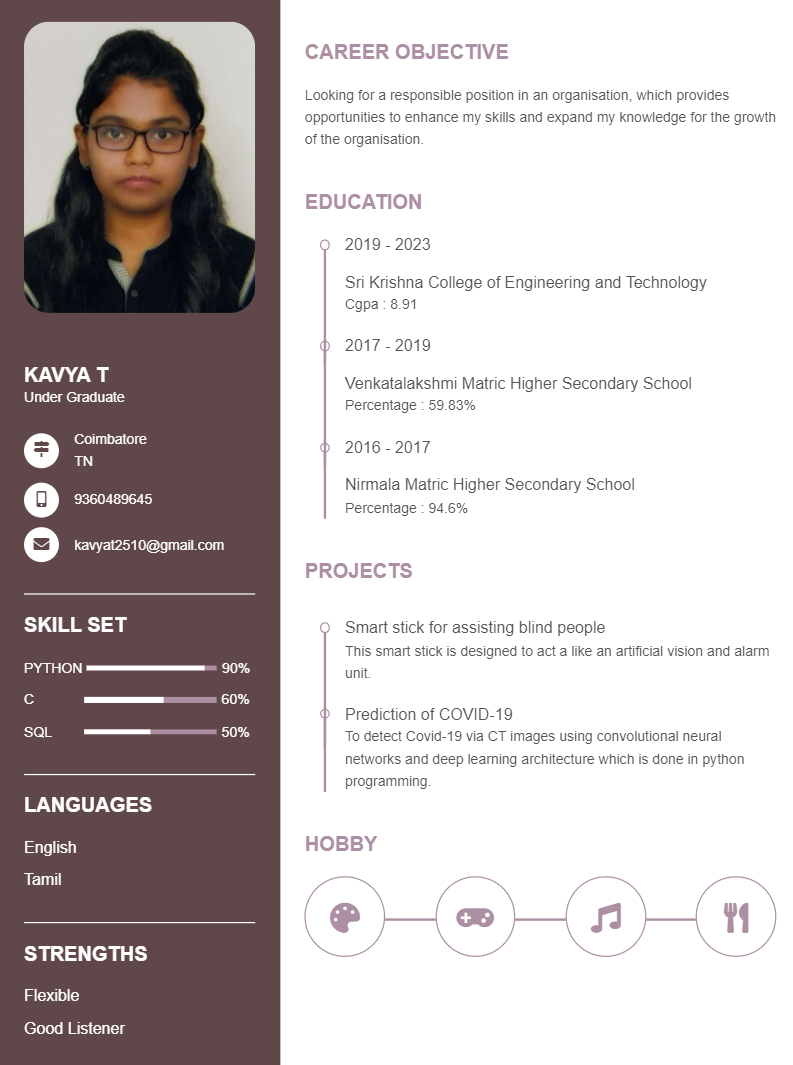 KAVYA T
Under Graduate
Coimbatore
TN
9360489645
kavyat2510@gmail.com
SKILL SET
PYTHON 90%
C 60%
SQL 50%
LANGUAGES
English
Tamil
STRENGTHS
Flexible
Good Listener
CAREER OBJECTIVE
Looking for a responsible position in an organisation, which provides
opportunities to enhance my skills and expand my knowledge for the growth
of the organisation.
EDUCATION
2019 - 2023
Sri Krishna College of Engineering and Technology
Cgpa : 8.91
2017 - 2019
Venkatalakshmi Matric Higher Secondary School
Percentage : 59.83%
2016 - 2017
Nirmala Matric Higher Secondary School
Percentage : 94.6%
PROJECTS
Smart stick for assisting blind people
This smart stick is designed to act a like an artificial vision and alarm
unit.
Prediction of COVID-19
To detect Covid-19 via CT images using convolutional neural
networks and deep learning architecture which is done in python
programming.
HOBBY